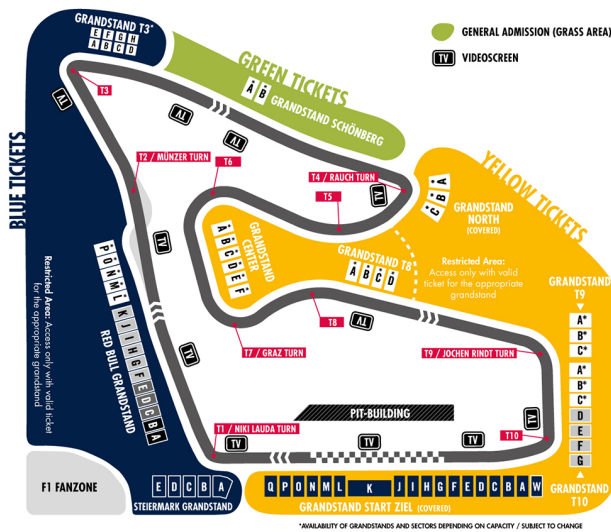 GRANDSTAND T3*
E F G H
A B C D
GENERAL ADMISSION (GRASS AREA)
TV VIDEOSCREEN
GREEN TICKETS
A B GRANDSTAND SCHÖNBERG
TV
T3
TV
TV
T2 / MÜNZER TURN
T6
T4 / RAUCH TURN
TV
T5
YELLOW TICKETS
C B A
GRANDSTAND
NORTH
(COVERED)
BLUE TICKETS
TV
A B C D E F
GRANDSTAND
CENTER
GRANDSTAND T8
A B C D
Restricted Area:
Access only with valid
ticket for the appropriate
grandstand
Restricted Area: Access only with valid ticket
for the appropriate grandstand
P O N M L K J I H G F E D C B A
RED BULL GRANDSTAND
GRANDSTAND
T9
A*
B*
C*
A*
B*
C*
D
E
F
G
GRANDSTAND
T10
T8
TV
T7 / GRAZ TURN
T9 / JOCHEN RINDT TURN
TV
PIT-BUILDING
T1 / NIKI LAUDA TURN
TV
TV
TV
TV
T10
F1 FANZONE
E D C B A
STEIERMARK GRANDSTAND
Q P O N M L K J I H G F E D C B A W
GRANDSTAND START ZIEL (COVERED)
*AVAILABILITY OF GRANDSTANDS AND SECTORS DEPENDING ON CAPACITY / SUBJECT TO CHANGE